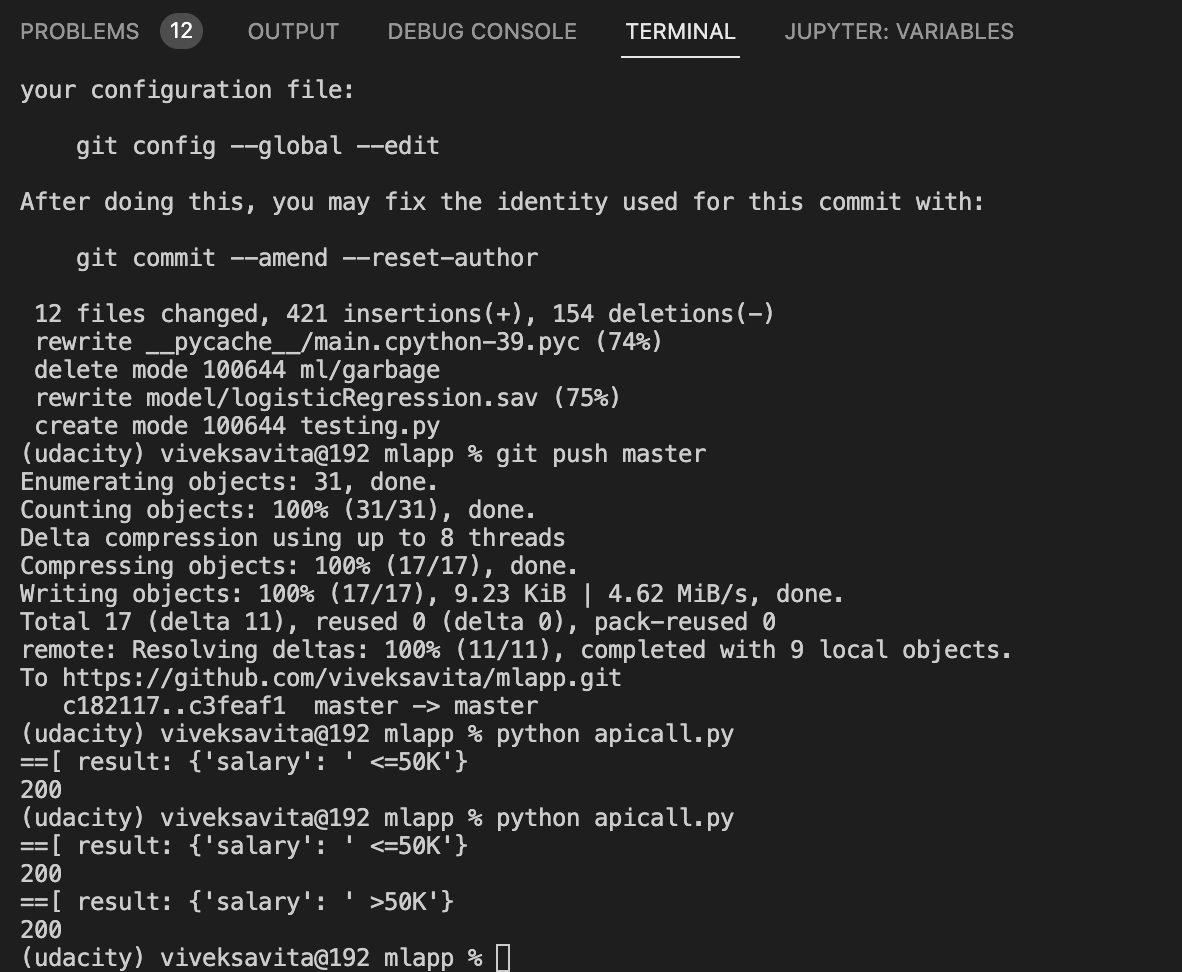 PROBLEMS 12 OUTPUT DEBUG CONSOLE TERMINAL JUPYTER: VARIABLES
your configuration file:
git config --global --edit
After doing this, you may fix the identity used for this commit with:
git commit --amend --reset-author
12 files changed, 421 insertions(+), 154 deletions(-)
rewrite __pycache__/main.cpython-39.pyc (74%)
delete mode 100644 ml/garbage
rewrite model/logisticRegression.sav (75%)
create mode 100644 testing.py
(udacity) viveksavita@192 mlapp % git push master
Enumerating objects: 31, done.
Counting objects: 100% (31/31), done.
Delta compression using up to 8 threads
Compressing objects: 100% (17/17), done.
Writing objects: 100% (17/17), 9.23 KiB | 4.62 MiB/s, done.
Total 17 (delta 11), reused 0 (delta 0), pack-reused 0
remote: Resolving deltas: 100% (11/11), completed with 9 local objects.
To https://github.com/viveksavita/mlapp.git
c182117..c3feaf1  master -> master
(udacity) viveksavita@192 mlapp % python apicall.py
==[ result: {'salary': ' <=50K'}
200
(udacity) viveksavita@192 mlapp % python apicall.py
==[ result: {'salary': ' <=50K'}
200
==[ result: {'salary': ' >50K'}
200
(udacity) viveksavita@192 mlapp %